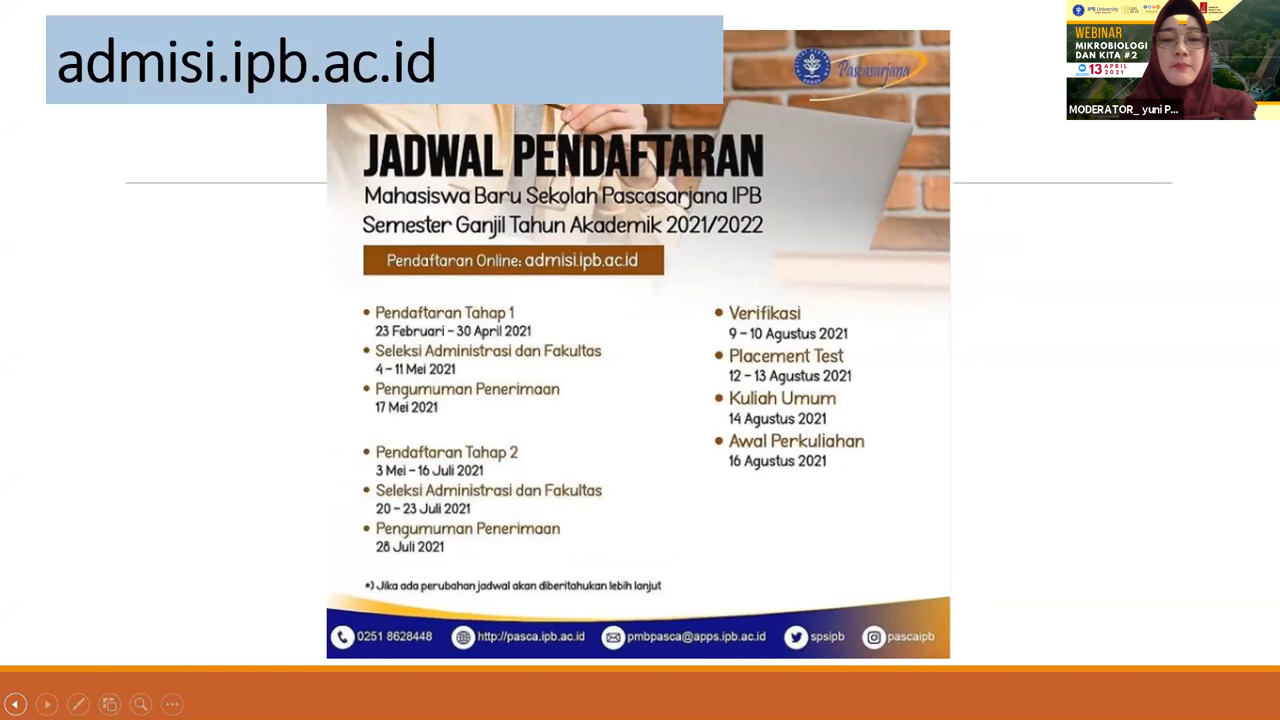 admisi.ipb.ac.id
Pascasarjana
JADWAL PENDAFTARAN
Mahasiswa Baru Sekolah Pascasarjana IPB
Semester Ganjil Tahun Akademik 2021/2022
Pendaftaran Online: admisi.ipb.ac.id
• Pendaftaran Tahap 1
23 Februari - 30 April 2021
• Seleksi Administrasi dan Fakultas
4 - 11 Mei 2021
• Pengumuman Penerimaan
17 Mei 2021
• Pendaftaran Tahap 2
3 Mei - 16 Juli 2021
• Seleksi Administrasi dan Fakultas
20 - 23 Juli 2021
• Pengumuman Penerimaan
28 Juli 2021
• Verifikasi
9 - 10 Agustus 2021
• Placement Test
12 - 13 Agustus 2021
• Kuliah Umum
14 Agustus 2021
• Awal Perkuliahan
16 Agustus 2021
*) Jika ada perubahan jadwal akan diberitahukan lebih lanjut
0251 8628448
http://pasca.ipb.ac.id
pmbpasca@apps.ipb.ac.id
spsipb
pascaipb
IPB University
WEBINAR
MIKROBIOLOGI
DAN KITA #2
zoom 13 APRIL 2021
MODERATOR_ yuni P...